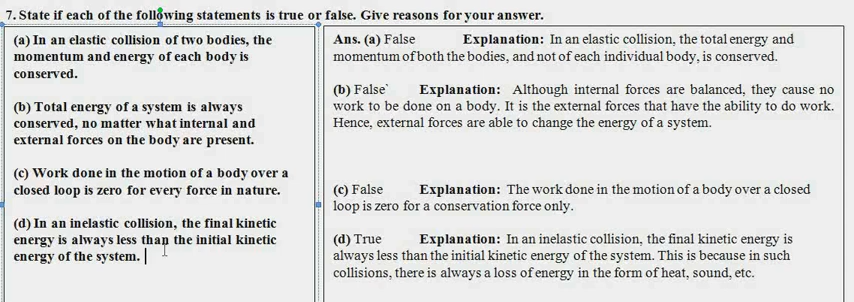 7. State if each of the following statements is true or false. Give reasons for your answer.
(a) In an elastic collision of two bodies, the
momentum and energy of each body is
conserved.
(b) Total energy of a system is always
conserved, no matter what internal and
external forces on the body are present.
(c) Work done in the motion of a body over a
closed loop is zero for every force in nature.
(d) In an inelastic collision, the final kinetic
energy is always less than the initial kinetic
energy of the system.
Ans. (a) False Explanation: In an elastic collision, the total energy and
momentum of both the bodies, and not of each individual body, is conserved.
(b) False` Explanation: Although internal forces are balanced, they cause no
work to be done on a body. It is the external forces that have the ability to do work.
Hence, external forces are able to change the energy of a system.
(c) False Explanation: The work done in the motion of a body over a closed
loop is zero for a conservation force only.
(d) True Explanation: In an inelastic collision, the final kinetic energy is
always less than the initial kinetic energy of the system. This is because in such
collisions, there is always a loss of energy in the form of heat, sound, etc.